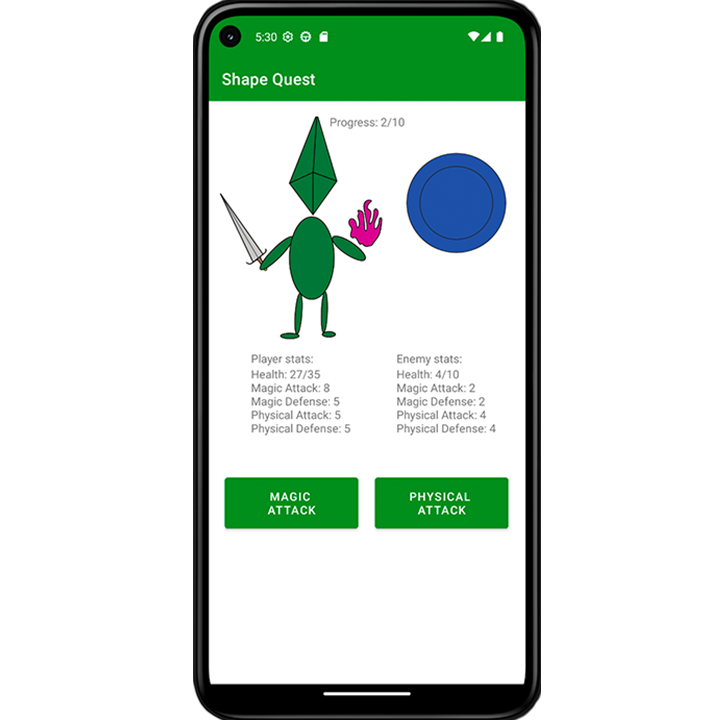 5:30
Shape Quest
Progress: 2/10
Player stats:
Health: 27/35
Magic Attack: 8
Magic Defense: 5
Physical Attack: 5
Physical Defense: 5
Enemy stats:
Health: 4/10
Magic Attack: 2
Magic Defense: 2
Physical Attack: 4
Physical Defense: 4
MAGIC
ATTACK
PHYSICAL
ATTACK